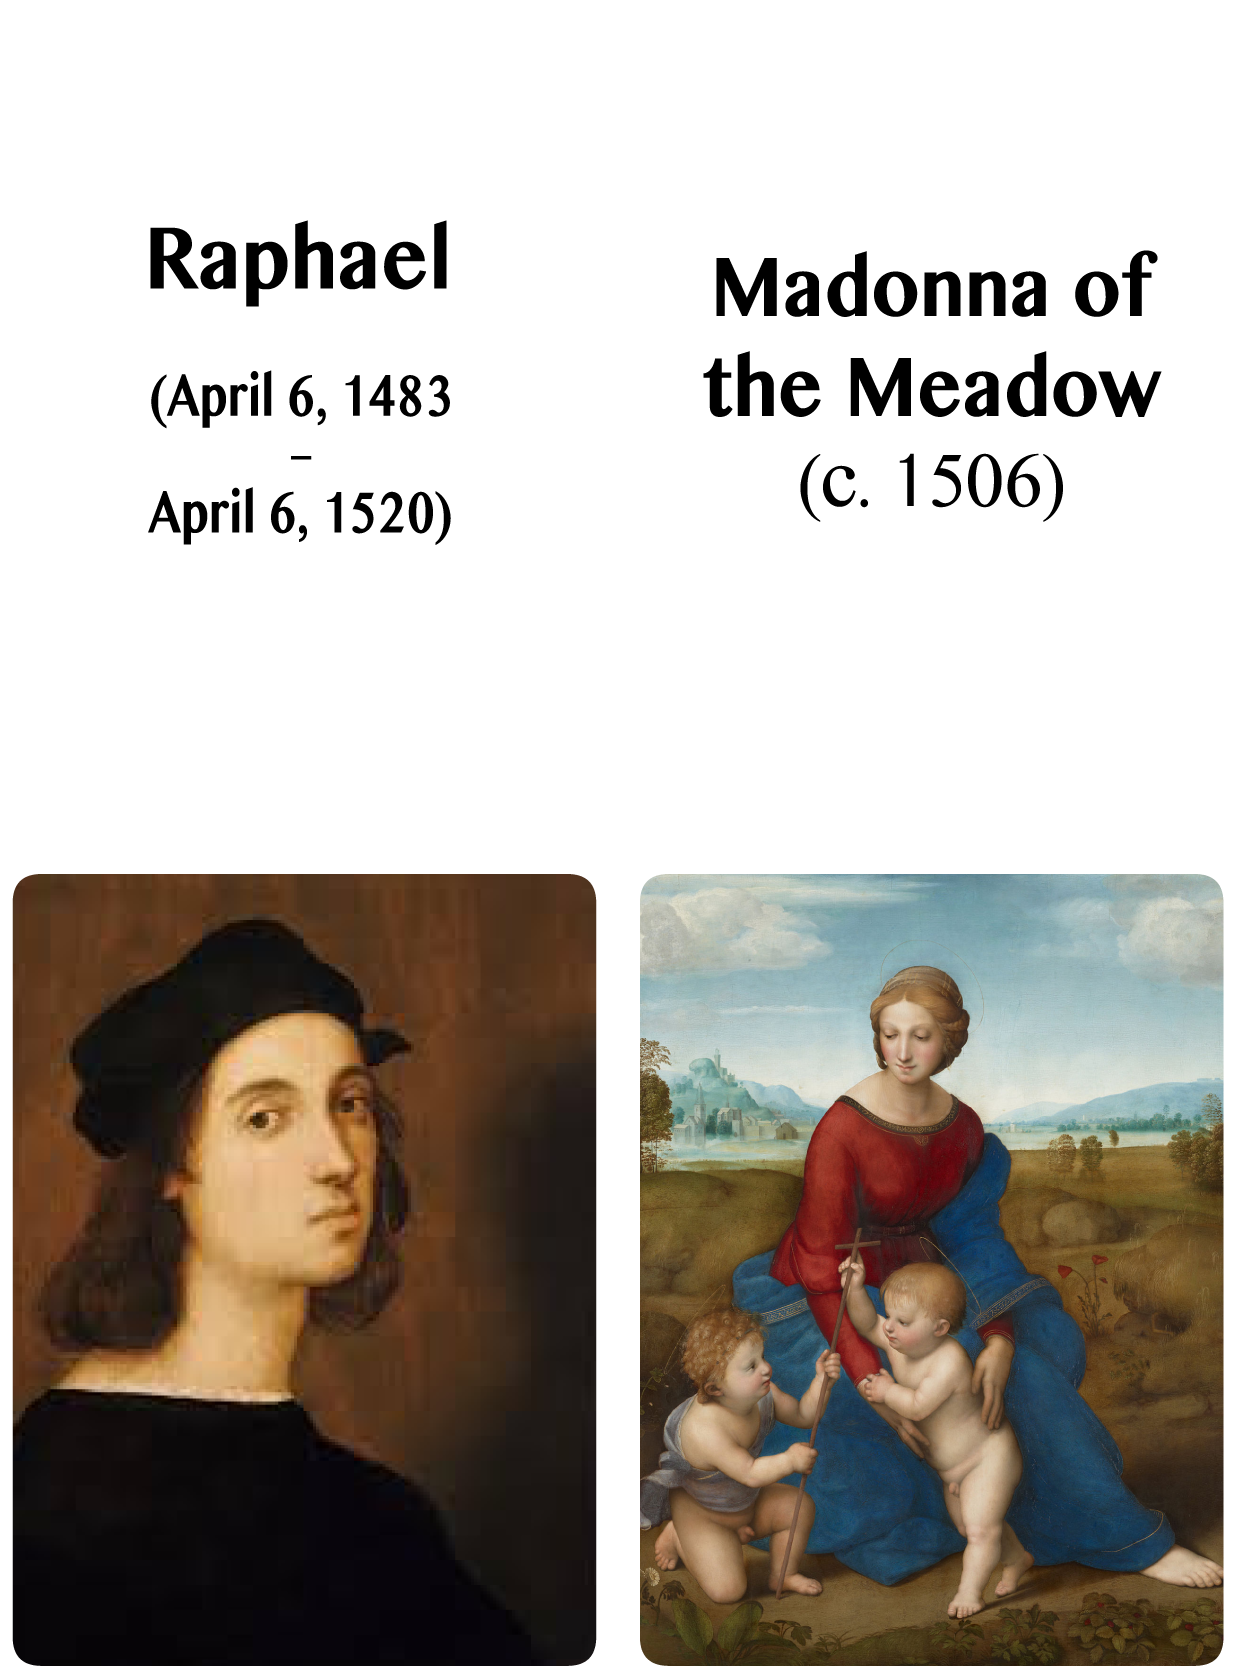 Raphael
(April 6, 1483
–
April 6, 1520)
Madonna of
the Meadow
(c. 1506)